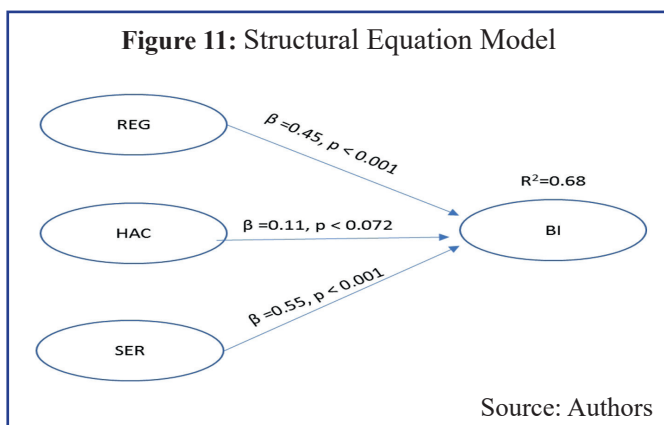 Figure 11: Structural Equation Model
REG
β =0.45, p < 0.001
R²=0.68
HAC
β =0.11, p < 0.072
BI
β =0.55, p < 0.001
SER
Source: Authors